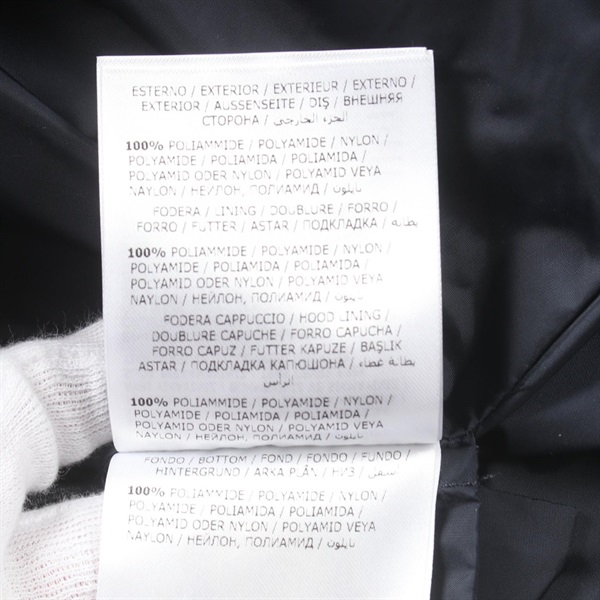 ESTERNO / EXTERIOR / EXTERIEUR / EXTERNO /
EXTERIOR / AUSSENSEITE / DIŞ / ВНЕШНЯЯ
СТОРОНА / الجزء الخارجي
100% POLIAMMIDE / POLYAMIDE / NYLON /
POLYAMIDE / POLIAMIDA / POLIAMIDA /
POLYAMID ODER NYLON / POLYAMID VEYA
NAYLON / НЕЙЛОН, ПОЛИАМИД / نايلون
FODERA / LINING / DOUBLURE / FORRO /
FORRO / FUTTER / ASTAR / ПОДКЛАДКА / بطانة
100% POLIAMMIDE / POLYAMIDE / NYLON /
POLYAMIDE / POLIAMIDA / POLIAMIDA /
POLYAMID ODER NYLON / POLYAMID VEYA
NAYLON / НЕЙЛОН, ПОЛИАМИД / نايلون
FODERA CAPPUCCIO / HOOD LINING /
DOUBLURE CAPUCHE / FORRO CAPUCHA /
FORRO CAPUZ / FUTTER KAPUZE / BAŞLIK
ASTAR / ПОДКЛАДКА КАПЮШОНА / بطانة غطاء
الرأس
100% POLIAMMIDE / POLYAMIDE / NYLON /
POLYAMIDE / POLIAMIDA / POLIAMIDA /
POLYAMID ODER NYLON / POLYAMID VEYA
NAYLON / НЕЙЛОН, ПОЛИАМИД / نايلون
FONDO / BOTTOM / FOND / FONDO / FUNDO /
HINTERGRUND / ARKA PLÂN / НИЗ / أسفل
100% POLIAMMIDE / POLYAMIDE / NYLON /
POLYAMIDE / POLIAMIDA / POLIAMIDA /
POLYAMID ODER NYLON / POLYAMID VEYA
NAYLON / НЕЙЛОН, ПОЛИАМИД / نايلون